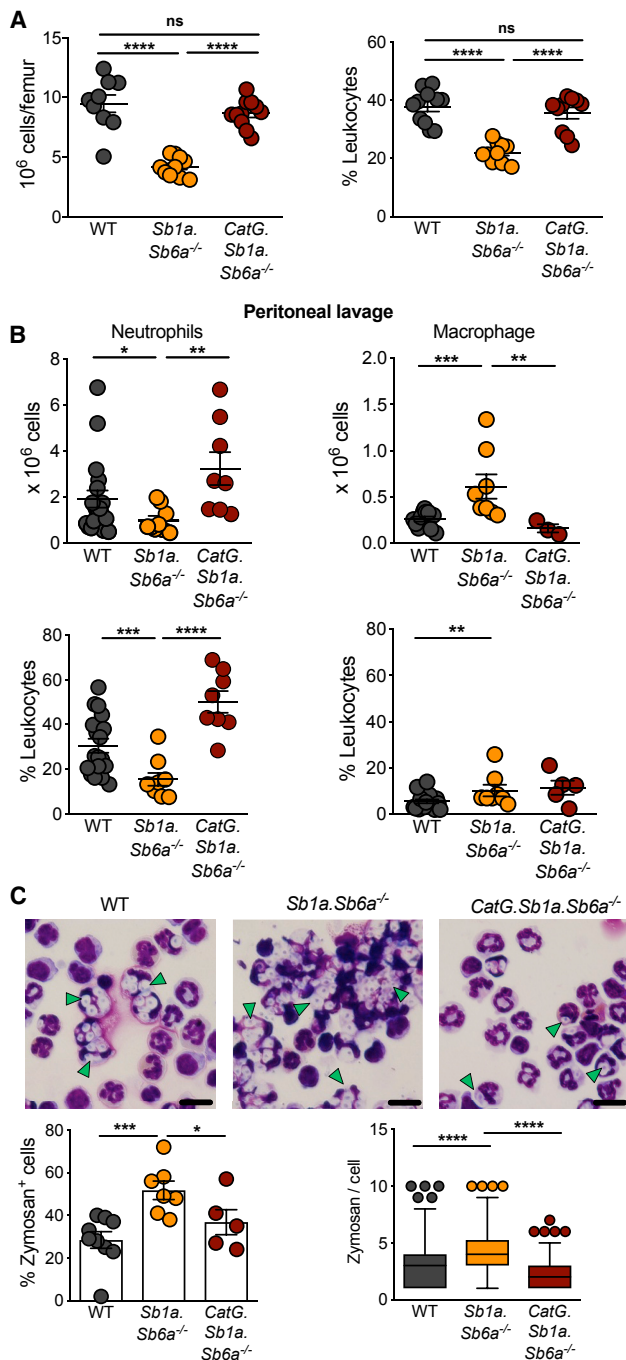 A
ns
**** ****
10⁶ cells/femur
15
10
5
0
WT
Sb1a.
Sb6a⁻/⁻
CatG.
Sb1a.
Sb6a⁻/⁻
ns
**** ****
% Leukocytes
60
40
20
0
WT
Sb1a.
Sb6a⁻/⁻
CatG.
Sb1a.
Sb6a⁻/⁻
Peritoneal lavage
B
Neutrophils
* **
x 10⁶ cells
8
6
4
2
0
WT
Sb1a.
Sb6a⁻/⁻
CatG.
Sb1a.
Sb6a⁻/⁻
Macrophage
*** **
x 10⁶ cells
2.0
1.5
1.0
0.5
0.0
WT
Sb1a.
Sb6a⁻/⁻
CatG.
Sb1a.
Sb6a⁻/⁻
*** ****
% Leukocytes
80
60
40
20
0
WT
Sb1a.
Sb6a⁻/⁻
CatG.
Sb1a.
Sb6a⁻/⁻
**
% Leukocytes
80
60
40
20
0
WT
Sb1a.
Sb6a⁻/⁻
CatG.
Sb1a.
Sb6a⁻/⁻
C
WT
Sb1a.Sb6a⁻/⁻
CatG.Sb1a.Sb6a⁻/⁻
*** *
% Zymosan⁺ cells
80
60
40
20
0
WT
Sb1a.
Sb6a⁻/⁻
CatG.
Sb1a.
Sb6a⁻/⁻
**** ****
Zymosan / cell
15
10
5
0
WT
Sb1a.
Sb6a⁻/⁻
CatG.
Sb1a.
Sb6a⁻/⁻